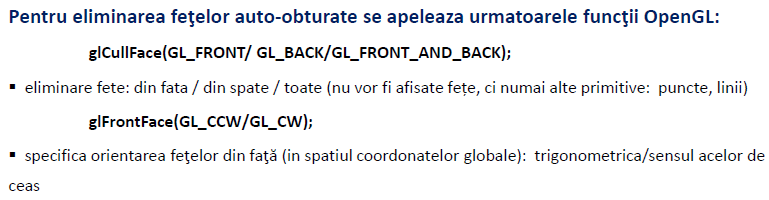 Pentru eliminarea feţelor auto-obturate se apeleaza urmatoarele funcţii OpenGL:
glCullFace(GL_FRONT/ GL_BACK/GL_FRONT_AND_BACK);
▪ eliminare fete: din fata / din spate / toate (nu vor fi afisate fețe, ci numai alte primitive: puncte, linii)
glFrontFace(GL_CCW/GL_CW);
▪ specifica orientarea feţelor din faţă (in spatiul coordonatelor globale): trigonometrica/sensul acelor de
ceas